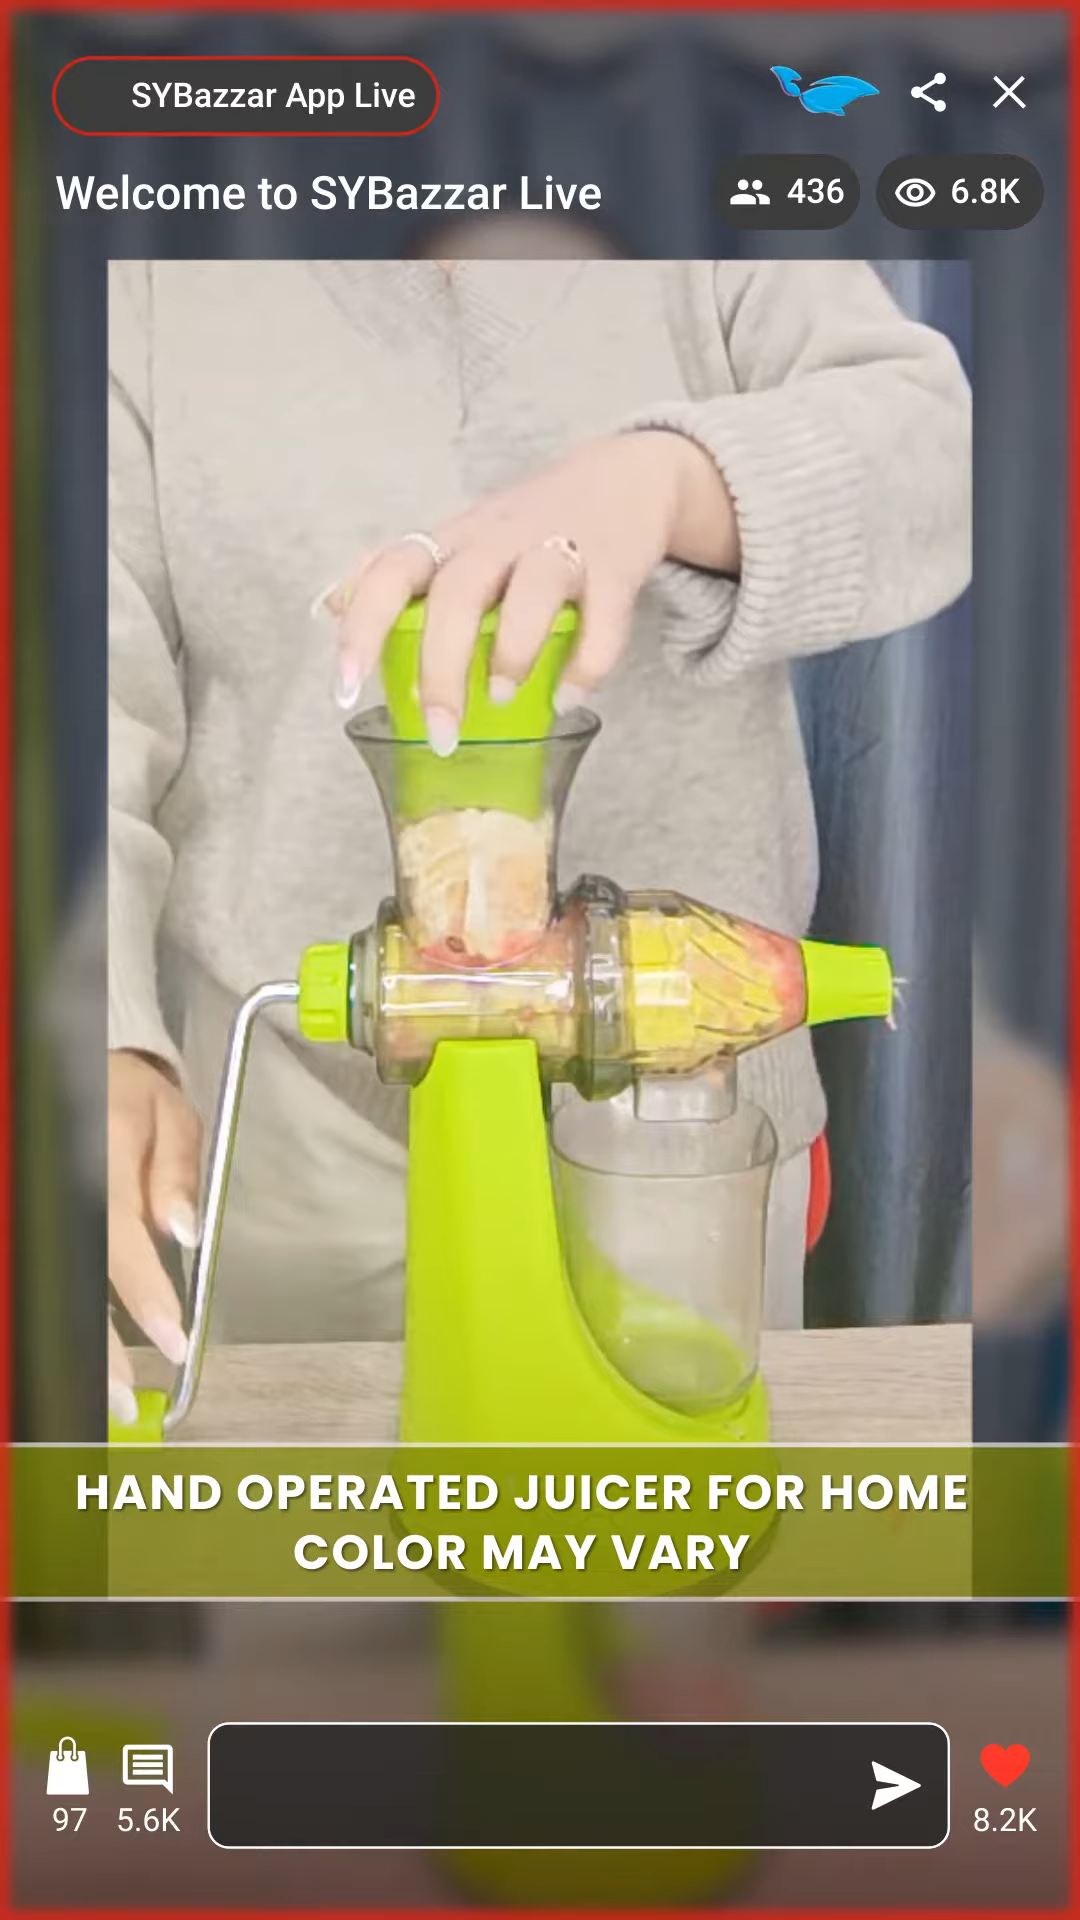 SYBazzar App Live
Welcome to SYBazzar Live
436
6.8K
HAND OPERATED JUICER FOR HOME
COLOR MAY VARY
97
5.6K
8.2K